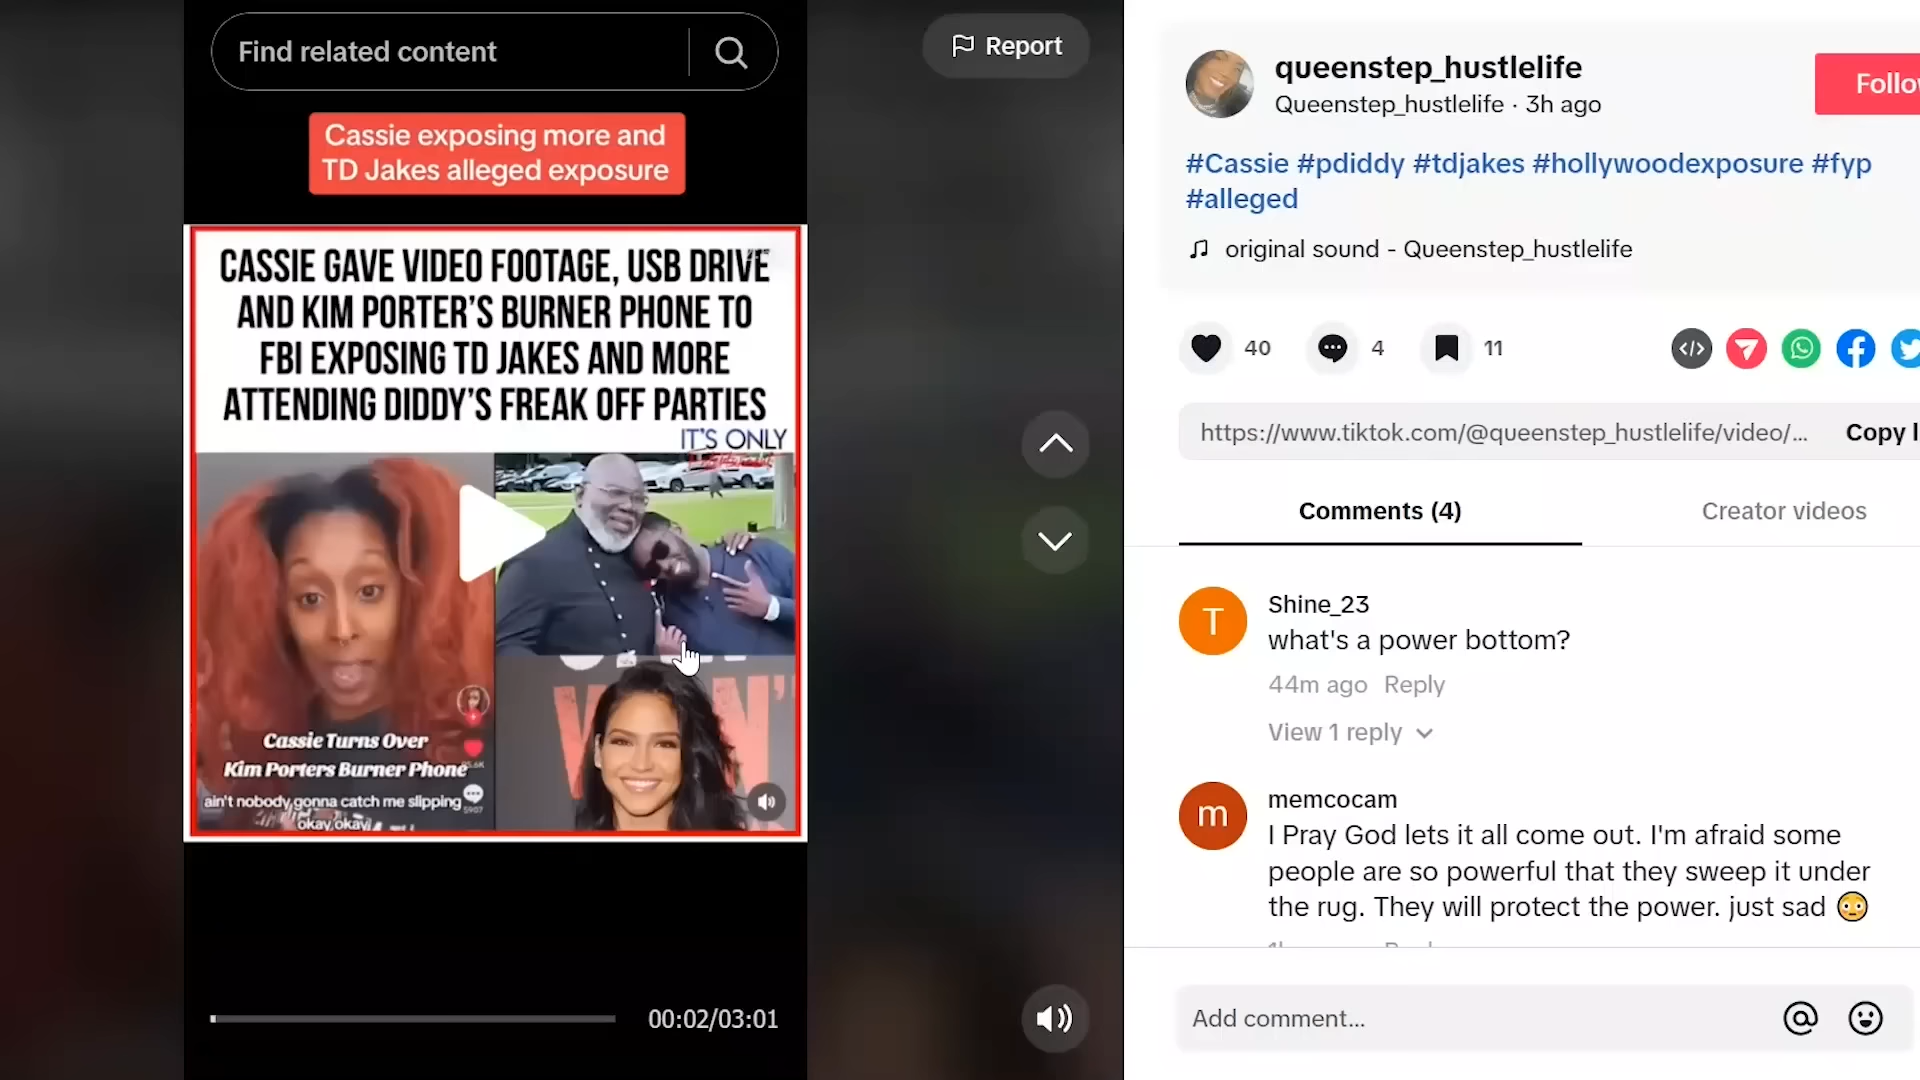 Find related content
Report
Cassie exposing more and
TD Jakes alleged exposure
CASSIE GAVE VIDEO FOOTAGE, USB DRIVE
AND KIM PORTER'S BURNER PHONE TO
FBI EXPOSING TD JAKES AND MORE
ATTENDING DIDDY'S FREAK OFF PARTIES
IT'S ONLY
Cassie Turns Over
Kim Porters Burner Phone
ain't nobody gonna catch me slipping
5907
okay okay
00:02/03:01
queenstep_hustlelife
Queenstep_hustlelife · 3h ago
Follo
#Cassie #pdiddy #tdjakes #hollywoodexposure #fyp
#alleged
original sound - Queenstep_hustlelife
40
4
11
https://www.tiktok.com/@queenstep_hustlelife/video/...
Copy l
Comments (4)
Creator videos
T
Shine_23
what's a power bottom?
44m ago Reply
View 1 reply
m
memcocam
I Pray God lets it all come out. I'm afraid some
people are so powerful that they sweep it under
the rug. They will protect the power. just sad 😳
Add comment...